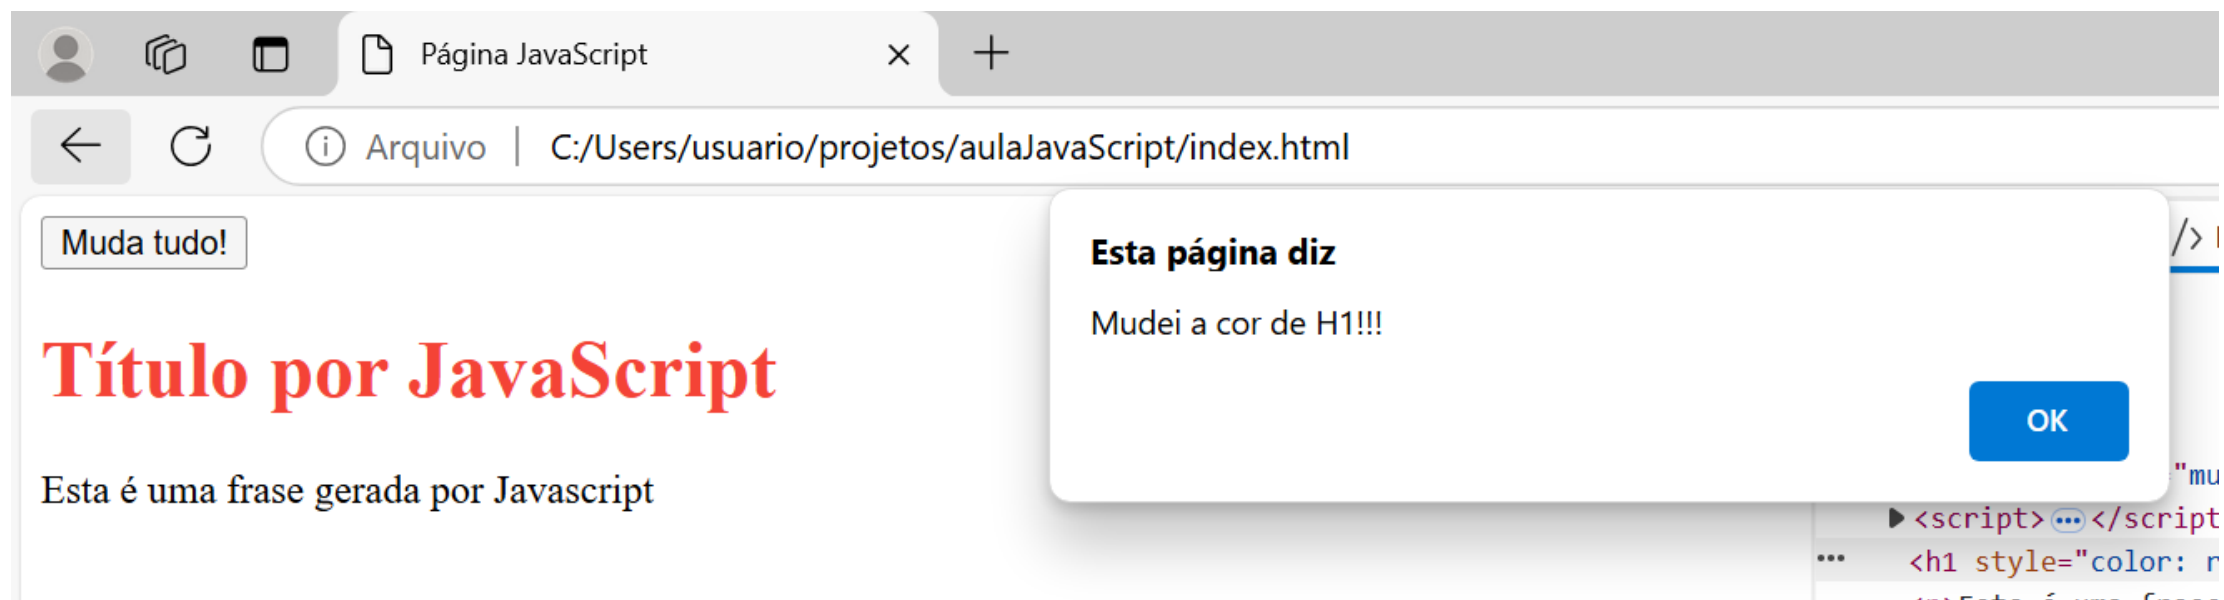 Página JavaScript
Arquivo | C:/Users/usuario/projetos/aulaJavaScript/index.html
Muda tudo!
Esta página diz
Mudei a cor de H1!!!
OK
Título por JavaScript
Esta é uma frase gerada por Javascript
="mu
<script>…</script
<h1 style="color: r